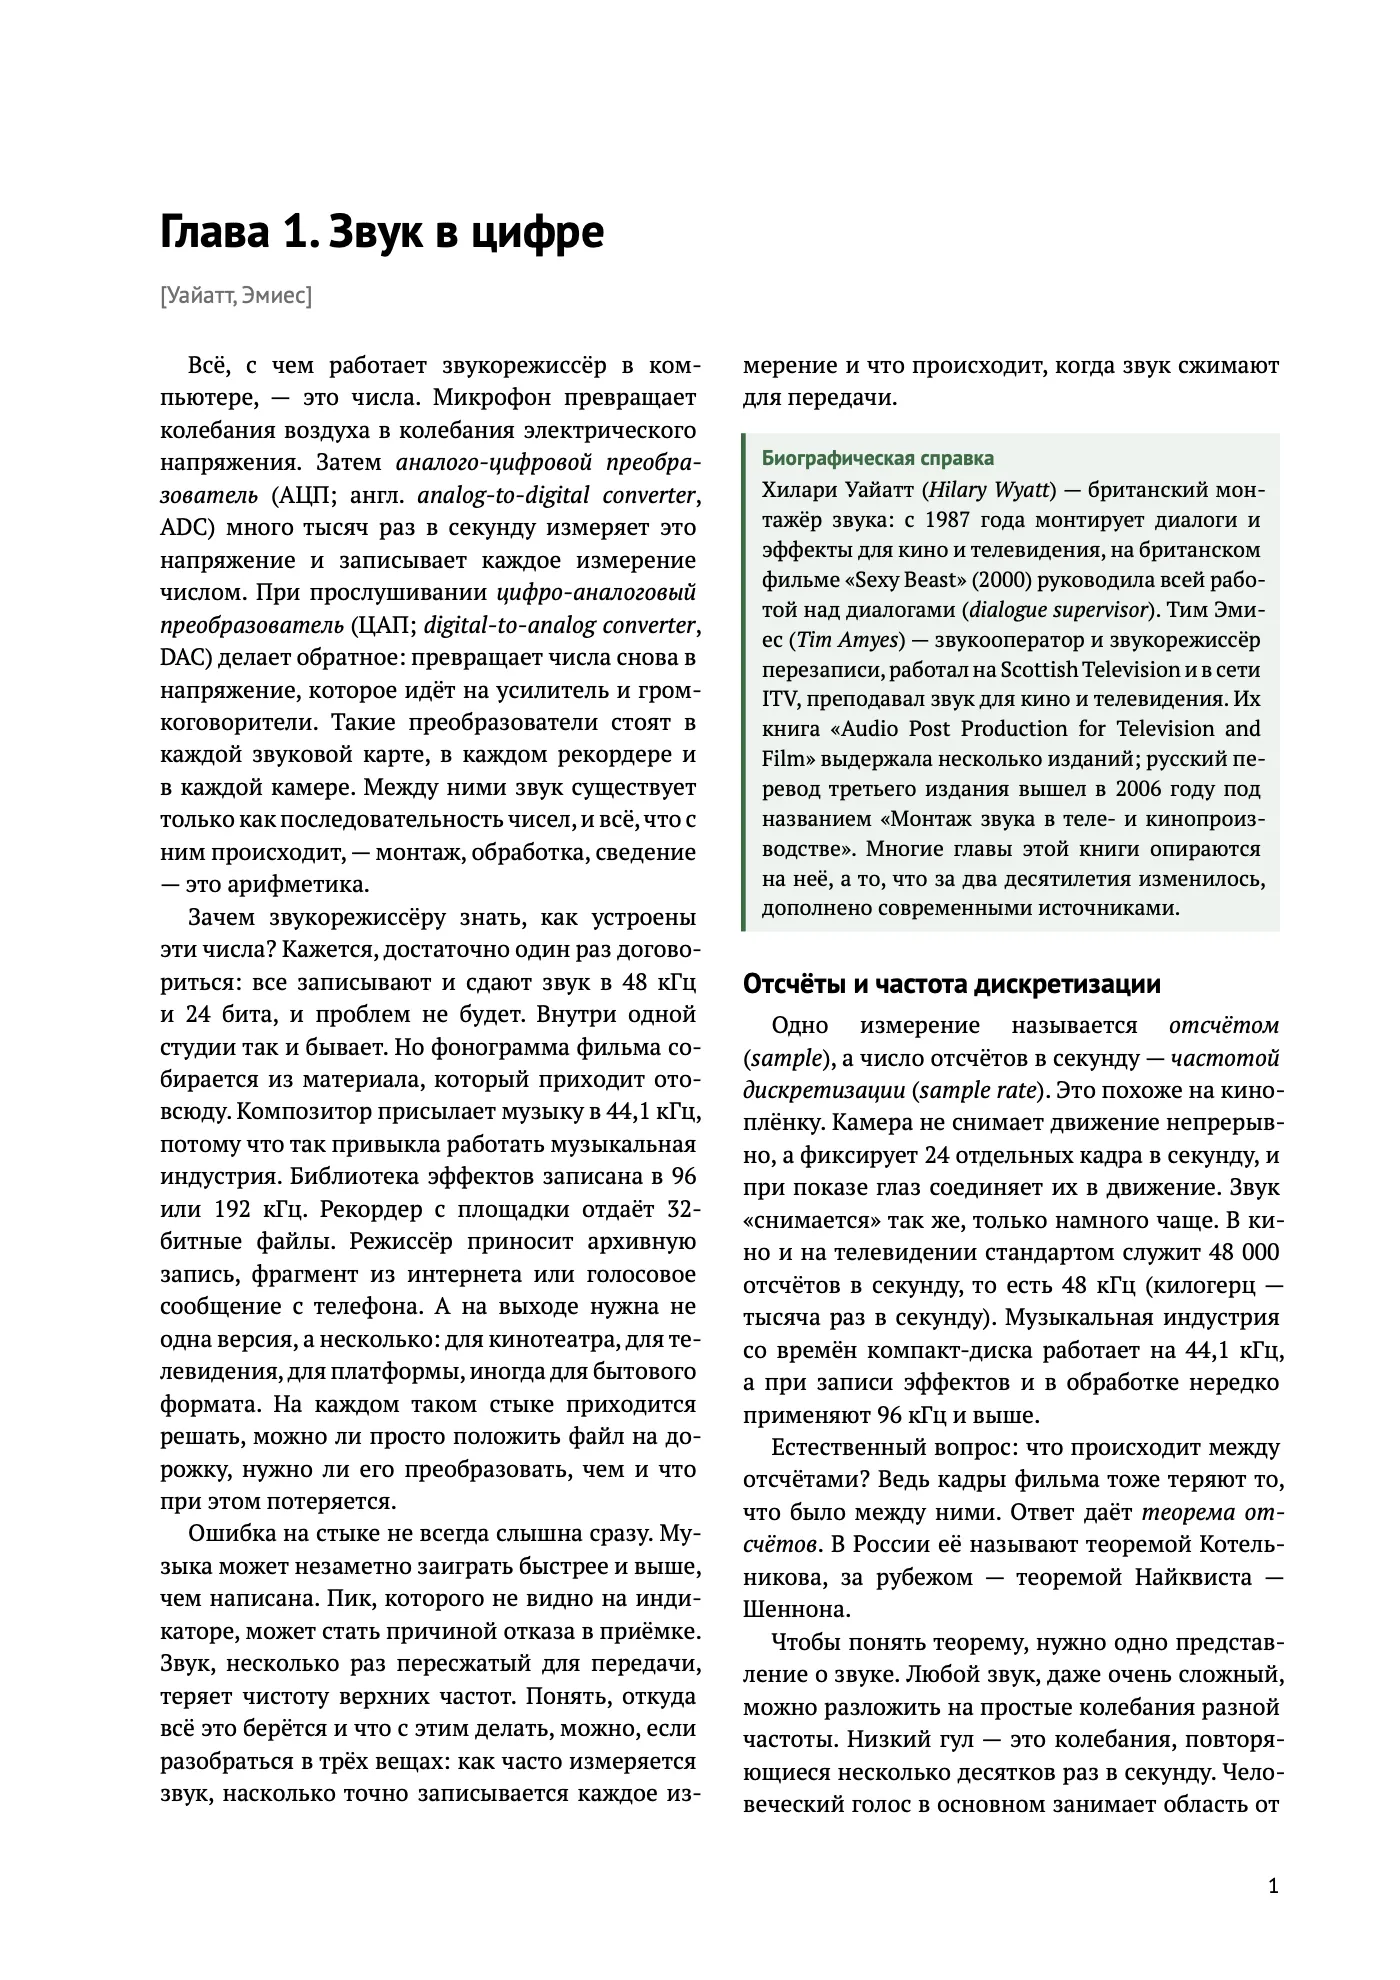 Глава 1. Звук в цифре
[Уайатт, Эмиес]
Всё, с чем работает звукорежиссёр в ком-
пьютере, — это числа. Микрофон превращает
колебания воздуха в колебания электрического
напряжения. Затем аналого-цифровой преобра-
зователь (АЦП; англ. analog-to-digital converter,
ADC) много тысяч раз в секунду измеряет это
напряжение и записывает каждое измерение
числом. При прослушивании цифро-аналоговый
преобразователь (ЦАП; digital-to-analog converter,
DAC) делает обратное: превращает числа снова в
напряжение, которое идёт на усилитель и гром-
коговорители. Такие преобразователи стоят в
каждой звуковой карте, в каждом рекордере и
в каждой камере. Между ними звук существует
только как последовательность чисел, и всё, что с
ним происходит, — монтаж, обработка, сведение
— это арифметика.
Зачем звукорежиссёру знать, как устроены
эти числа? Кажется, достаточно один раз догово-
риться: все записывают и сдают звук в 48 кГц
и 24 бита, и проблем не будет. Внутри одной
студии так и бывает. Но фонограмма фильма со-
бирается из материала, который приходит ото-
всюду. Композитор присылает музыку в 44,1 кГц,
потому что так привыкла работать музыкальная
индустрия. Библиотека эффектов записана в 96
или 192 кГц. Рекордер с площадки отдаёт 32-
битные файлы. Режиссёр приносит архивную
запись, фрагмент из интернета или голосовое
сообщение с телефона. А на выходе нужна не
одна версия, а несколько: для кинотеатра, для те-
левидения, для платформы, иногда для бытового
формата. На каждом таком стыке приходится
решать, можно ли просто положить файл на до-
рожку, нужно ли его преобразовать, чем и что
при этом потеряется.
Ошибка на стыке не всегда слышна сразу. Му-
зыка может незаметно заиграть быстрее и выше,
чем написана. Пик, которого не видно на инди-
каторе, может стать причиной отказа в приёмке.
Звук, несколько раз пересжатый для передачи,
теряет чистоту верхних частот. Понять, откуда
всё это берётся и что с этим делать, можно, если
разобраться в трёх вещах: как часто измеряется
звук, насколько точно записывается каждое из-
мерение и что происходит, когда звук сжимают
для передачи.
Биографическая справка
Хилари Уайатт (Hilary Wyatt) — британский мон-
тажёр звука: с 1987 года монтирует диалоги и
эффекты для кино и телевидения, на британском
фильме «Sexy Beast» (2000) руководила всей рабо-
той над диалогами (dialogue supervisor). Тим Эми-
ес (Tim Amyes) — звукооператор и звукорежиссёр
перезаписи, работал на Scottish Television и в сети
ITV, преподавал звук для кино и телевидения. Их
книга «Audio Post Production for Television and
Film» выдержала несколько изданий; русский пе-
ревод третьего издания вышел в 2006 году под
названием «Монтаж звука в теле- и кинопроиз-
водстве». Многие главы этой книги опираются
на неё, а то, что за два десятилетия изменилось,
дополнено современными источниками.
Отсчёты и частота дискретизации
Одно измерение называется отсчётом
(sample), а число отсчётов в секунду — частотой
дискретизации (sample rate). Это похоже на кино-
плёнку. Камера не снимает движение непрерыв-
но, а фиксирует 24 отдельных кадра в секунду, и
при показе глаз соединяет их в движение. Звук
«снимается» так же, только намного чаще. В ки-
но и на телевидении стандартом служит 48 000
отсчётов в секунду, то есть 48 кГц (килогерц —
тысяча раз в секунду). Музыкальная индустрия
со времён компакт-диска работает на 44,1 кГц,
а при записи эффектов и в обработке нередко
применяют 96 кГц и выше.
Естественный вопрос: что происходит между
отсчётами? Ведь кадры фильма тоже теряют то,
что было между ними. Ответ даёт теорема от-
счётов. В России её называют теоремой Котель-
никова, за рубежом — теоремой Найквиста —
Шеннона.
Чтобы понять теорему, нужно одно представ-
ление о звуке. Любой звук, даже очень сложный,
можно разложить на простые колебания разной
частоты. Низкий гул — это колебания, повторя-
ющиеся несколько десятков раз в секунду. Чело-
веческий голос в основном занимает область от
1